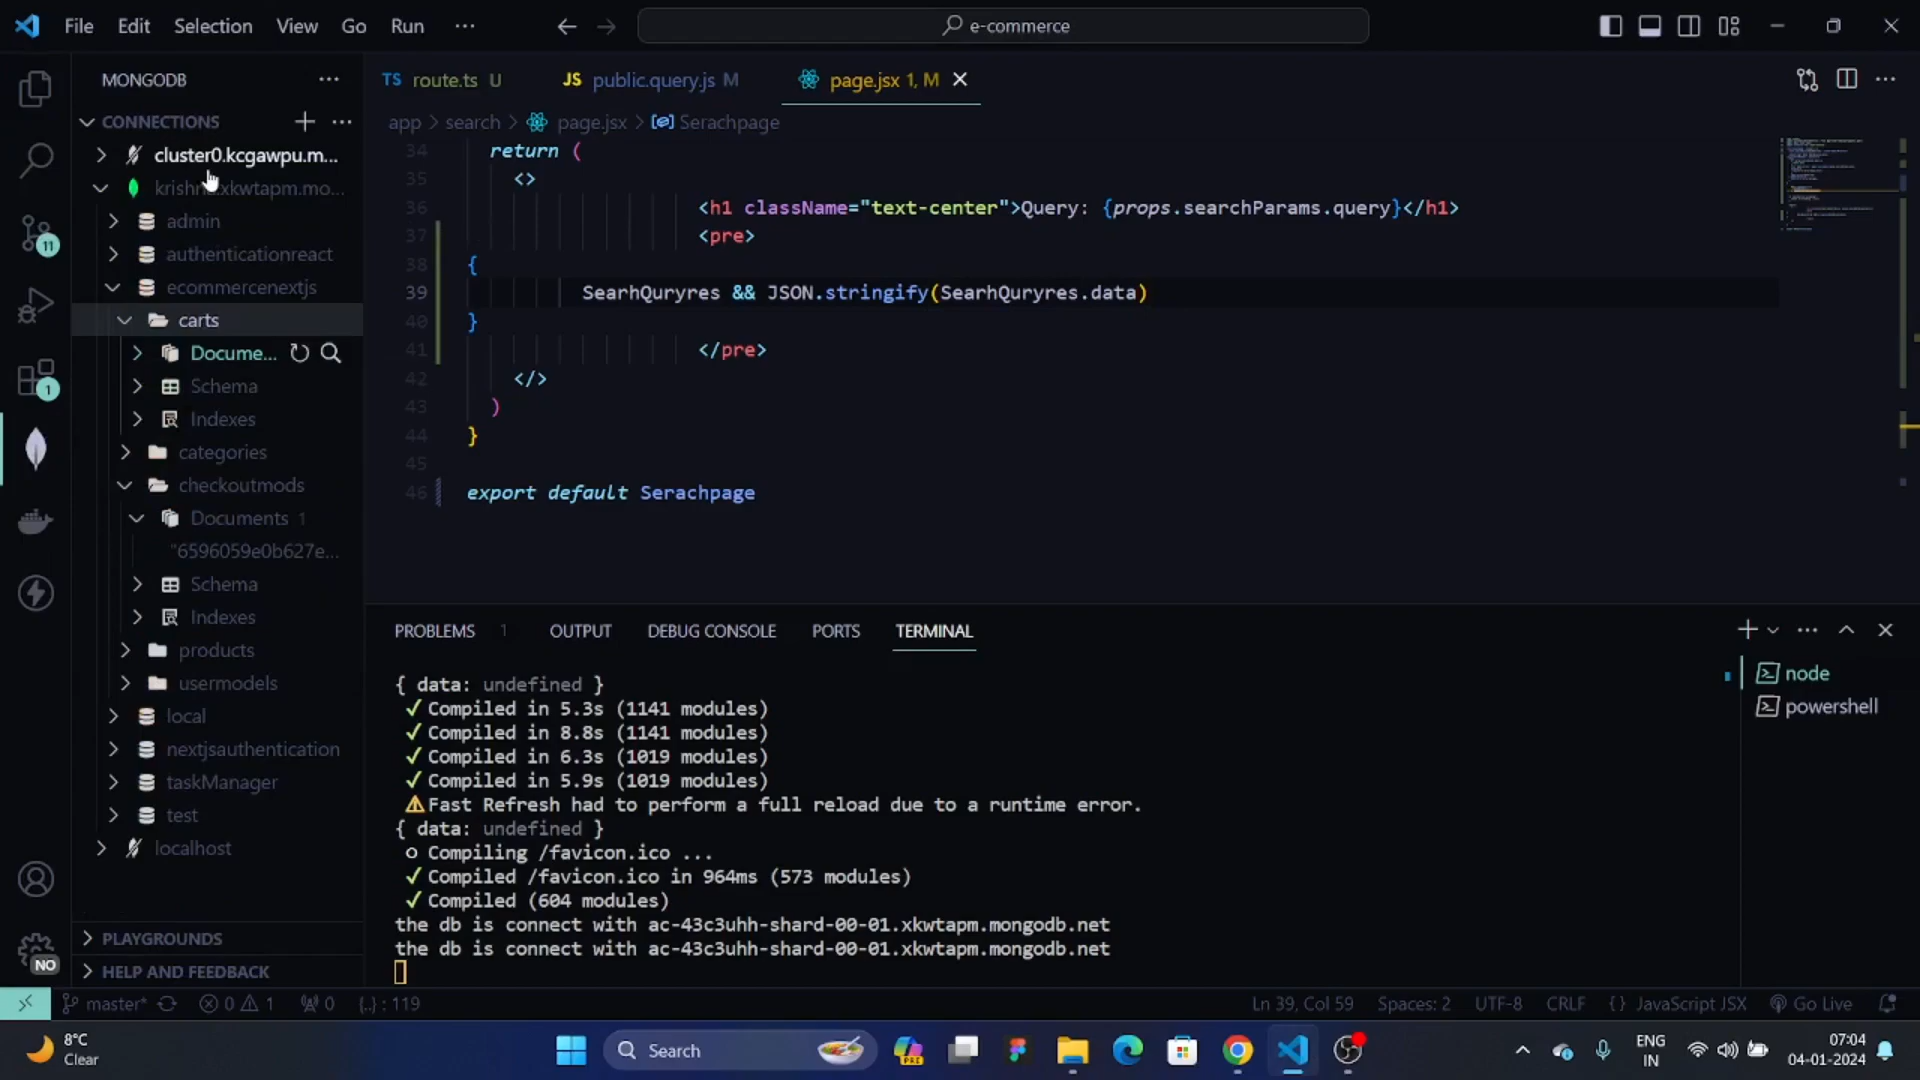 File Edit Selection View Go Run ···
e-commerce
MONGODB ···
CONNECTIONS ···
cluster0.kcgawpu.m...
krishna.xkwtapm.mo...
admin
authenticationreact
ecommercenextjs
carts
Docume...
Schema
Indexes
categories
checkoutmods
Documents 1
"6596059e0b627e...
Schema
Indexes
products
usermodels
local
nextjsauthentication
taskManager
test
localhost
PLAYGROUNDS
HELP AND FEEDBACK
11
1
NO
TS route.ts U
JS public.query.js M
page.jsx 1, M
app > search > page.jsx > Serachpage
34 return (
35 <>
36 <h1 className="text-center">Query: {props.searchParams.query}</h1>
37 <pre>
38 {
39 SearhQuryres && JSON.stringify(SearhQuryres.data)
40 }
41 </pre>
42 </>
43 )
44 }
45
46 export default Serachpage
PROBLEMS 1 OUTPUT DEBUG CONSOLE PORTS TERMINAL
{ data: undefined }
✓ Compiled in 5.3s (1141 modules)
✓ Compiled in 8.8s (1141 modules)
✓ Compiled in 6.3s (1019 modules)
✓ Compiled in 5.9s (1019 modules)
⚠ Fast Refresh had to perform a full reload due to a runtime error.
{ data: undefined }
○ Compiling /favicon.ico ...
✓ Compiled /favicon.ico in 964ms (573 modules)
✓ Compiled (604 modules)
the db is connect with ac-43c3uhh-shard-00-01.xkwtapm.mongodb.net
the db is connect with ac-43c3uhh-shard-00-01.xkwtapm.mongodb.net
node
powershell
master* 0 1 0 {..} : 119
Ln 39, Col 59 Spaces: 2 UTF-8 CRLF {} JavaScript JSX Go Live
8°C
Clear
Search
PRE
ENG
IN
07:04
04-01-2024